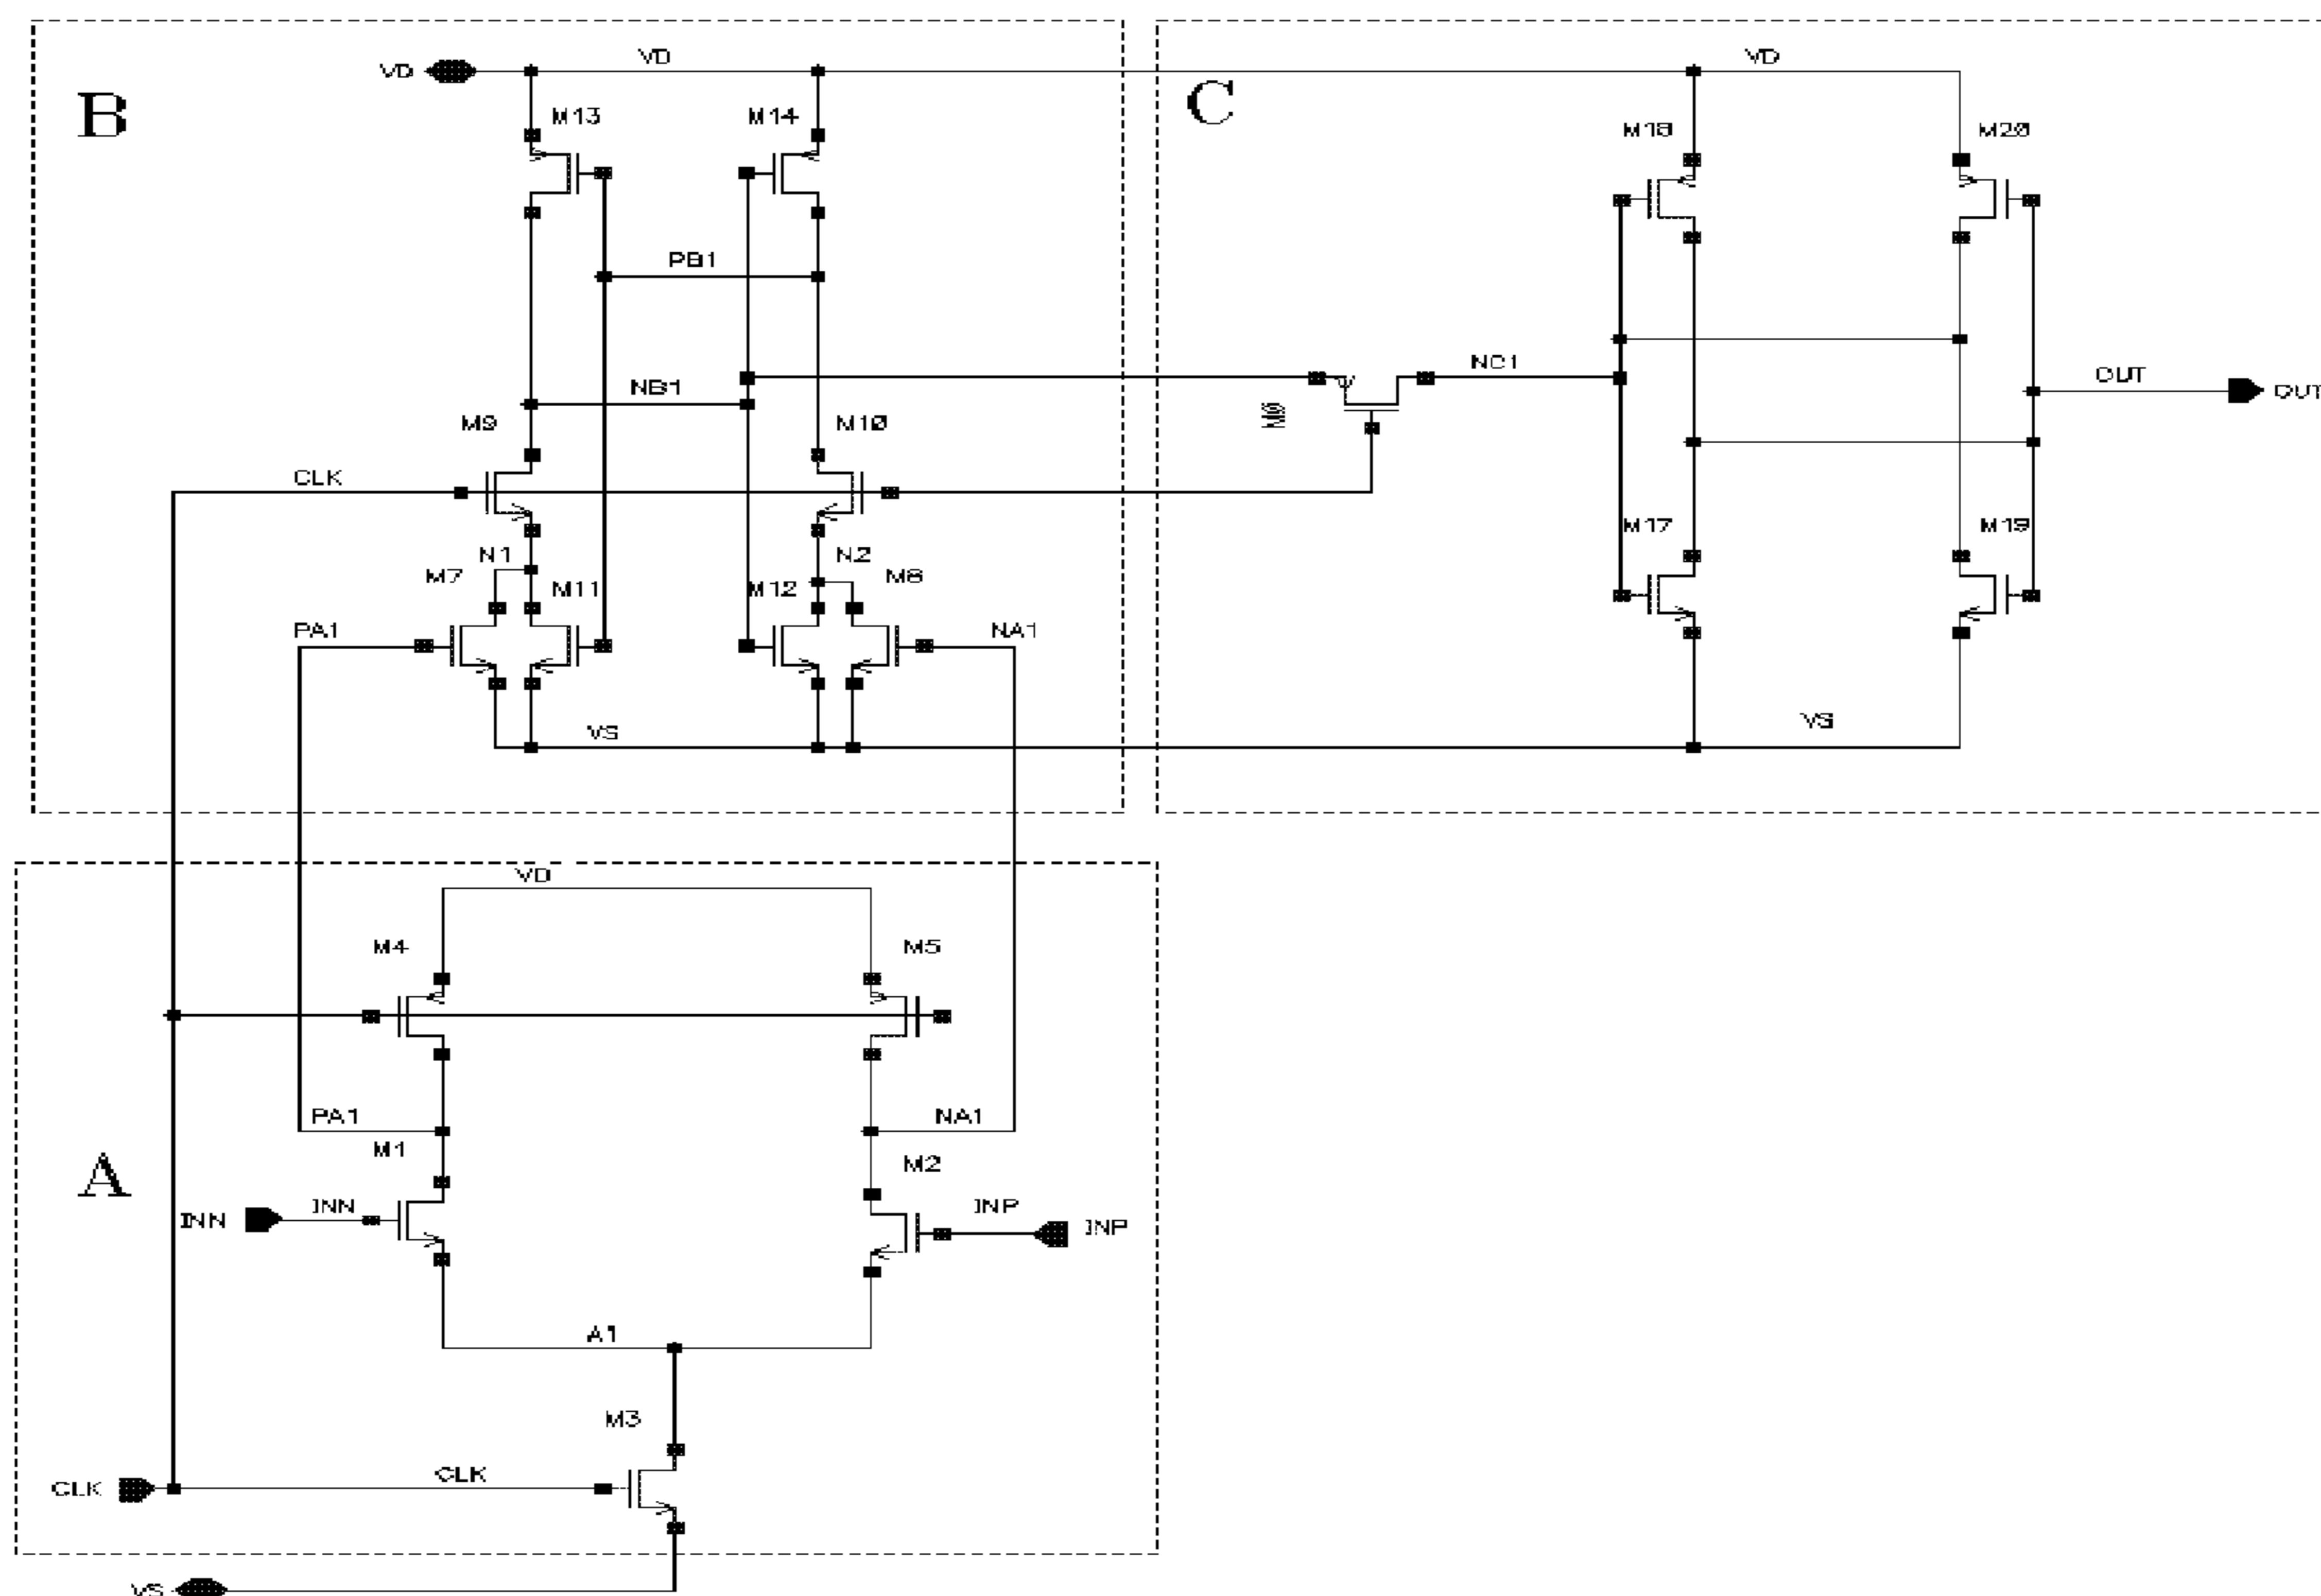 VD VD VD
B C
M13 M14 M18 M20
PB1
NC1
NB1 OUT OUT
M9 M10
CLK
N1 N2
M7 M11 M12 M8 M17 M19
PA1 NA1
VS VS
VD
M4 M5
PA1 NA1
M1 M2
A
INN INN INP INP
A1
M3
CLK CLK
VS